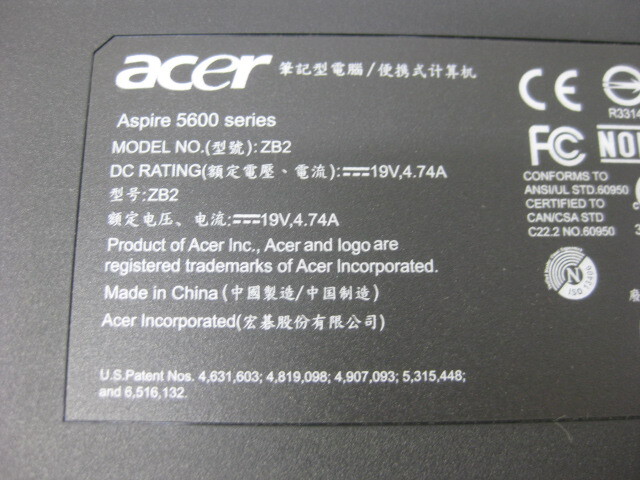 acer 筆記型電腦/便携式计算机
Aspire 5600 series
MODEL NO.(型號):ZB2
DC RATING(額定電壓、電流):⎓19V,4.74A
型号:ZB2
额定电压、电流:⎓19V,4.74A
Product of Acer Inc., Acer and logo are
registered trademarks of Acer Incorporated.
Made in China (中國製造/中国制造)
Acer Incorporated(宏碁股份有限公司)
U.S.Patent Nos. 4,631,603; 4,819,098; 4,907,093; 5,315,448;
and 6,516,132.
CE
R3314
FC
CONFORMS TO
ANSI/UL STD.60950
CERTIFIED TO
CAN/CSA STD
C22.2 NO.60950
N
ISO